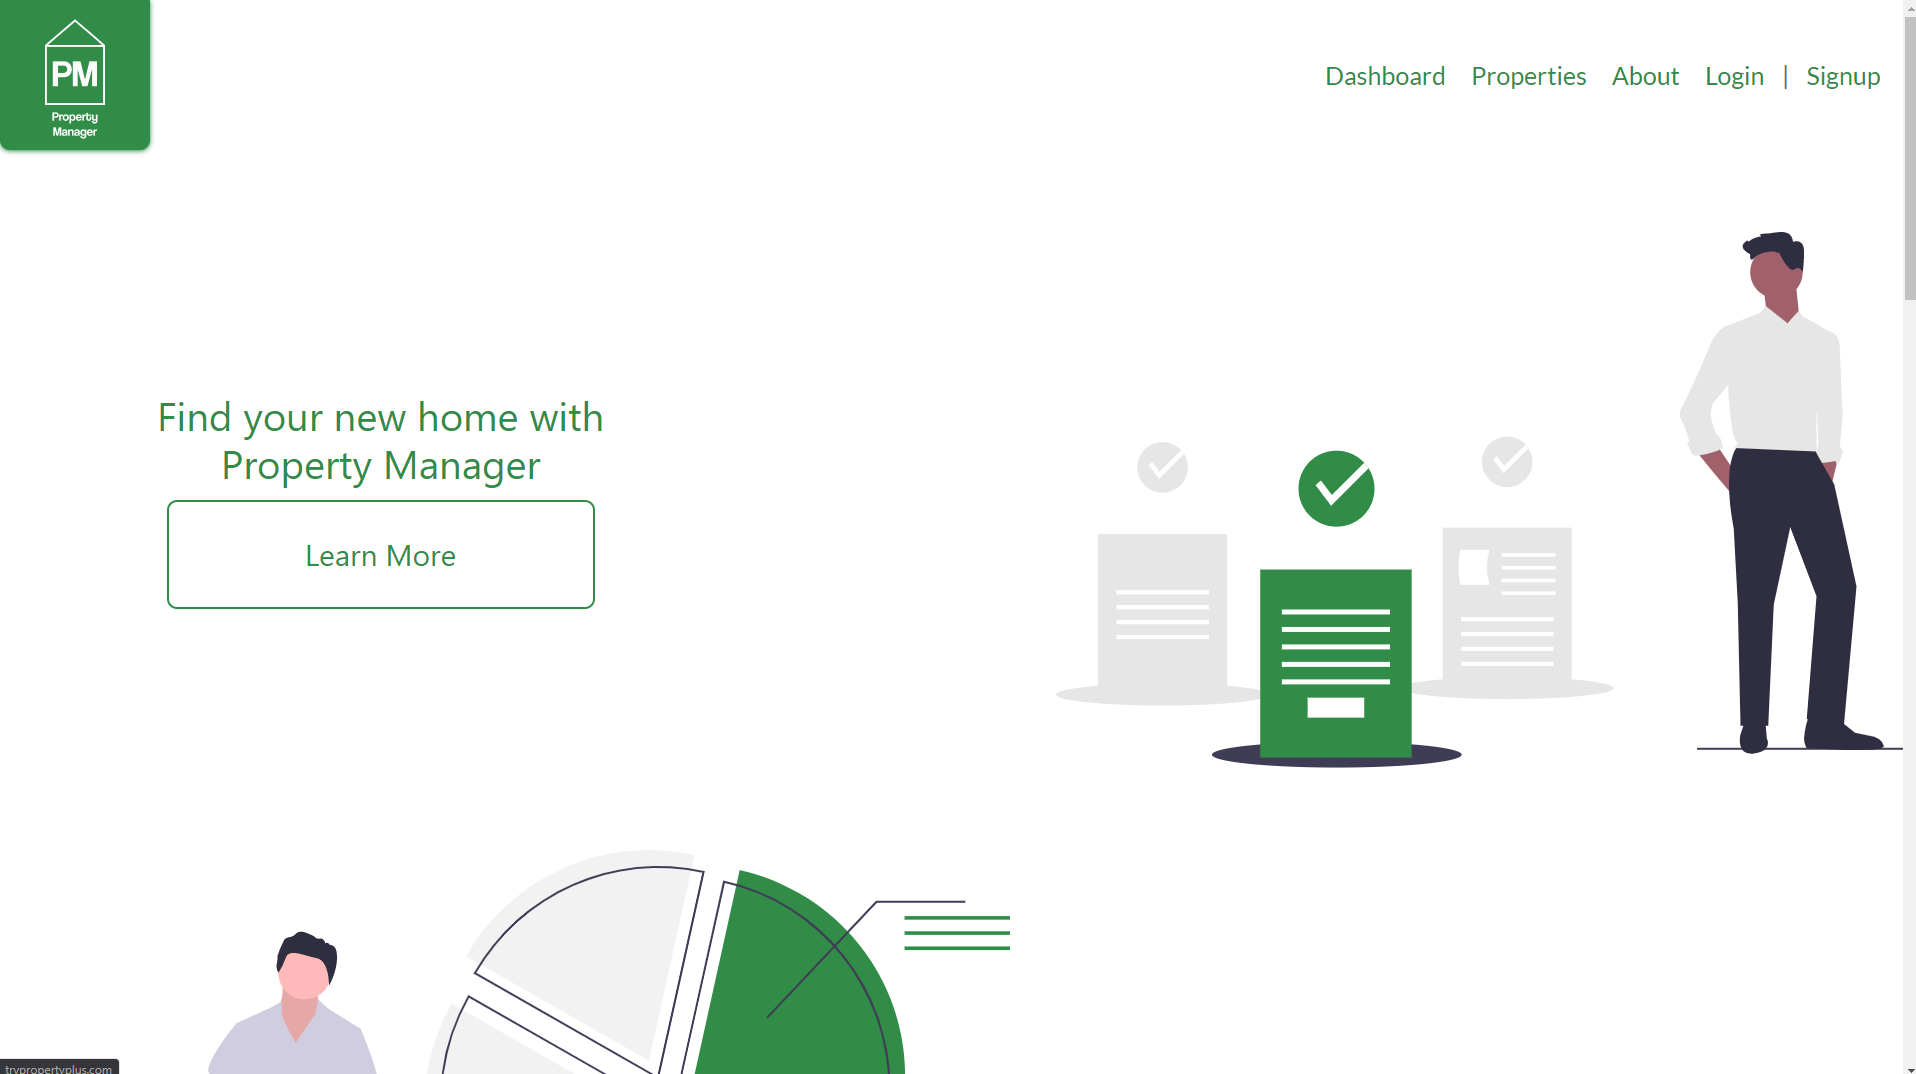 PM
Property
Manager
Dashboard Properties About Login | Signup
Find your new home with
Property Manager
Learn More
trypropertyplus.com